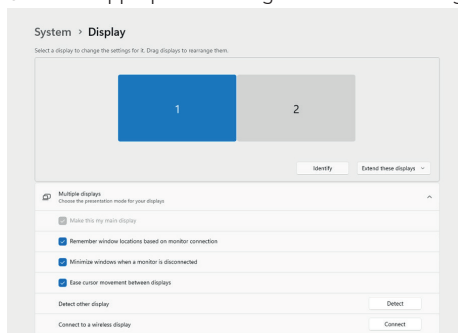 System > Display
Select a display to change the settings for it. Drag displays to rearrange them.
1
2
Identify
Extend these displays
Multiple displays
Choose the presentation mode for your displays
Make this my main display
Remember window locations based on monitor connection
Minimize windows when a monitor is disconnected
Ease cursor movement between displays
Detect other display
Detect
Connect to a wireless display
Connect